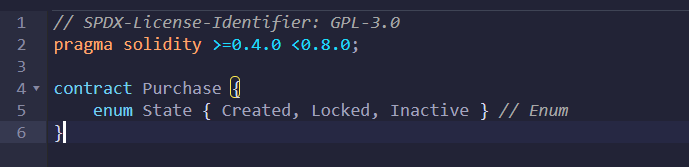 1 // SPDX-License-Identifier: GPL-3.0
2 pragma solidity >=0.4.0 <0.8.0;
3
4 contract Purchase {
5     enum State { Created, Locked, Inactive } // Enum
6 }